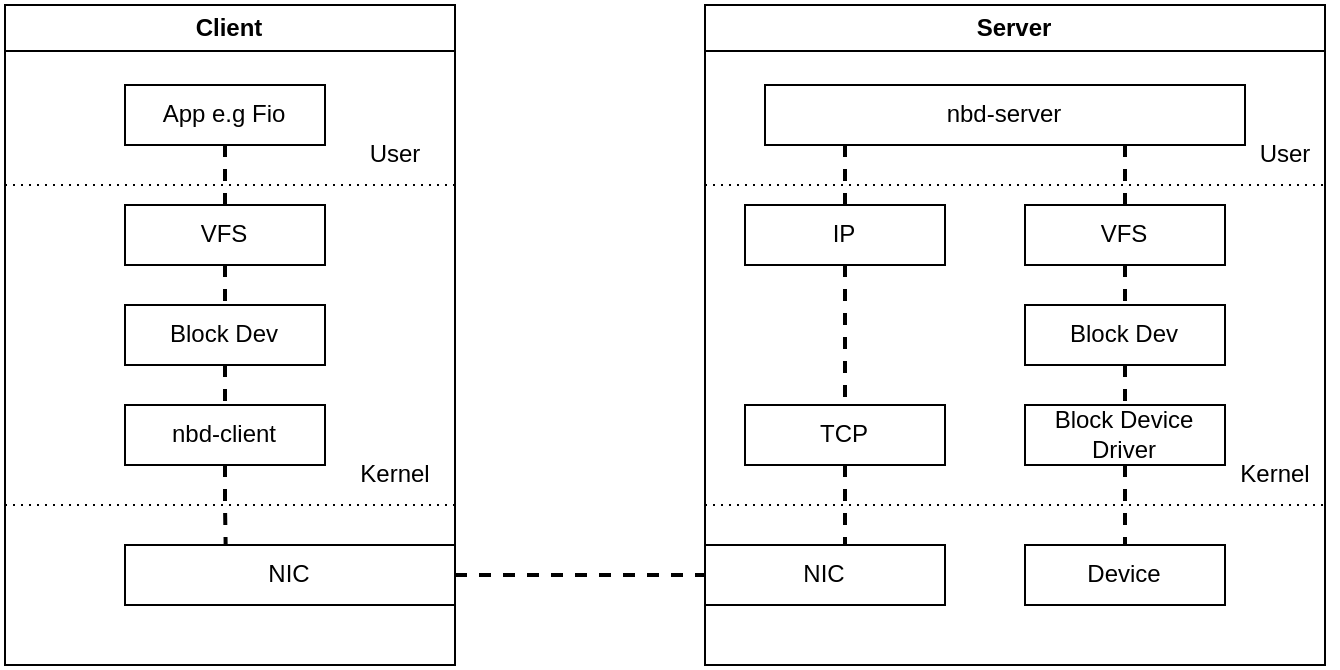 Client
App e.g Fio
User
VFS
Block Dev
nbd-client
Kernel
NIC
Server
nbd-server
User
IP
VFS
Block Dev
TCP
Block Device
Driver
Kernel
NIC
Device